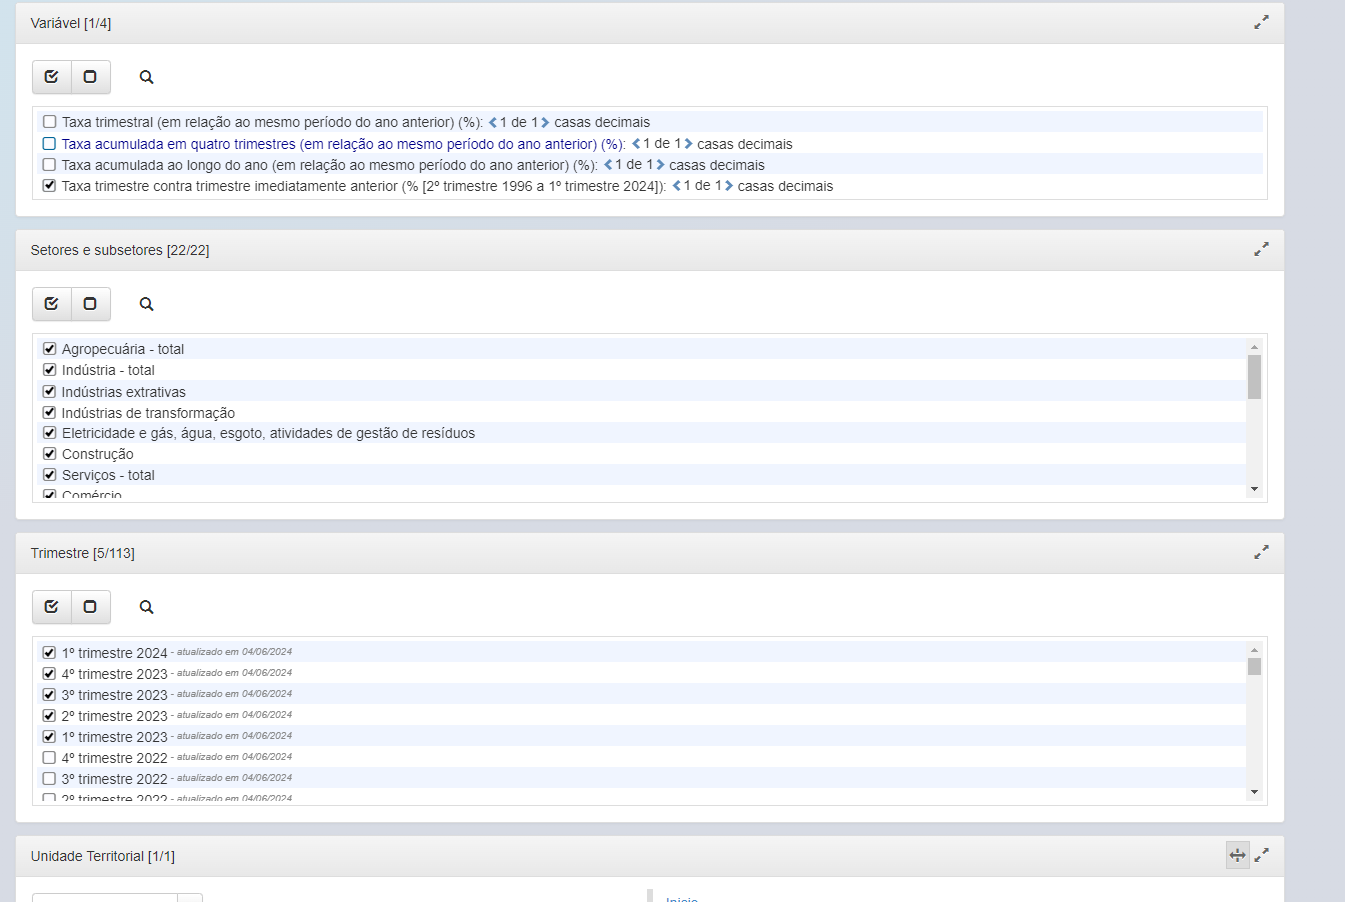 Variável [1/4]
Taxa trimestral (em relação ao mesmo período do ano anterior) (%): 1 de 1 casas decimais
Taxa acumulada em quatro trimestres (em relação ao mesmo período do ano anterior) (%): 1 de 1 casas decimais
Taxa acumulada ao longo do ano (em relação ao mesmo período do ano anterior) (%): 1 de 1 casas decimais
Taxa trimestre contra trimestre imediatamente anterior (% [2º trimestre 1996 a 1º trimestre 2024]): 1 de 1 casas decimais
Setores e subsetores [22/22]
Agropecuária - total
Indústria - total
Indústrias extrativas
Indústrias de transformação
Eletricidade e gás, água, esgoto, atividades de gestão de resíduos
Construção
Serviços - total
Comércio
Trimestre [5/113]
1º trimestre 2024 - atualizado em 04/06/2024
4º trimestre 2023 - atualizado em 04/06/2024
3º trimestre 2023 - atualizado em 04/06/2024
2º trimestre 2023 - atualizado em 04/06/2024
1º trimestre 2023 - atualizado em 04/06/2024
4º trimestre 2022 - atualizado em 04/06/2024
3º trimestre 2022 - atualizado em 04/06/2024
2º trimestre 2022 - atualizado em 04/06/2024
Unidade Territorial [1/1]
Início